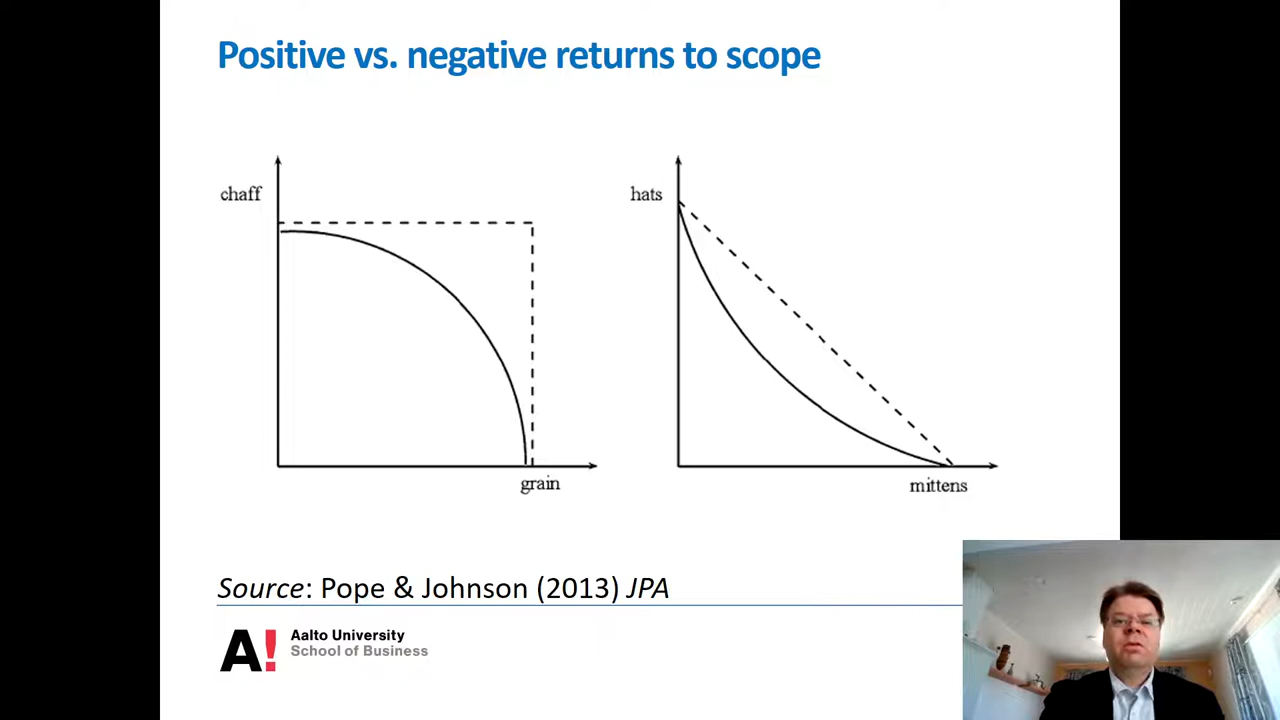 Positive vs. negative returns to scope
chaff
grain
hats
mittens
Source: Pope & Johnson (2013) JPA
A!
Aalto University
School of Business